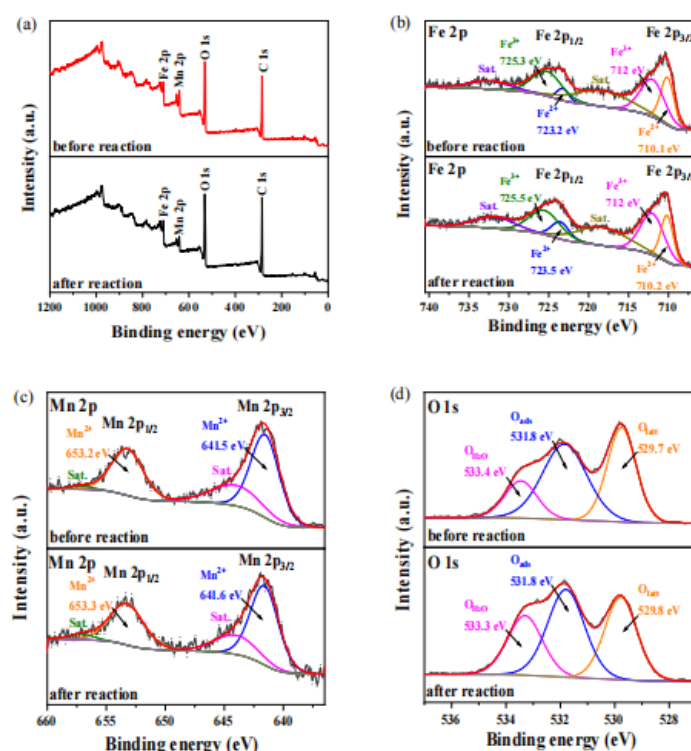 (a)
Fe 2p
Mn 2p
O 1s
C 1s
before reaction
Fe 2p
Mn 2p
O 1s
C 1s
after reaction
Intensity (a.u.)
1200 1000 800 600 400 200 0
Binding energy (eV)
(b)
Fe 2p
Fe³⁺
725.3 eV
Fe 2p1/2
Fe 2p3/2
Fe³⁺
712 eV
Sat.
Sat.
Fe²⁺
723.2 eV
Fe²⁺
710.1 eV
before reaction
Fe 2p
Fe³⁺
725.5 eV
Fe 2p1/2
Fe 2p3/2
Fe³⁺
712 eV
Sat.
Sat.
Fe²⁺
723.5 eV
Fe²⁺
710.2 eV
after reaction
Intensity (a.u.)
740 735 730 725 720 715 710
Binding energy (eV)
(c)
Mn 2p
Mn 2p1/2
Mn²⁺
653.2 eV
Sat.
Mn²⁺
641.5 eV
Mn 2p3/2
Sat.
before reaction
Mn 2p
Mn 2p1/2
Mn²⁺
653.3 eV
Sat.
Mn²⁺
641.6 eV
Mn 2p3/2
Sat.
after reaction
Intensity (a.u.)
660 655 650 645 640
Binding energy (eV)
(d)
O 1s
Oads
531.8 eV
Olatt
529.7 eV
OH₂O
533.4 eV
before reaction
O 1s
Oads
531.8 eV
Olatt
529.8 eV
OH₂O
533.3 eV
after reaction
Intensity (a.u.)
536 534 532 530 528
Binding energy (eV)